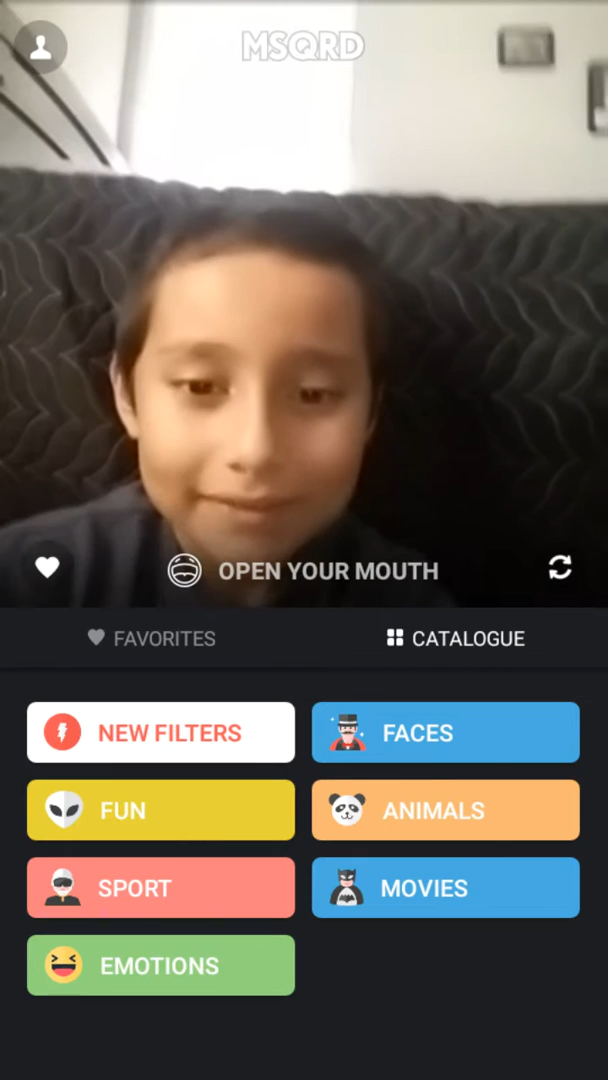 MSQRD
OPEN YOUR MOUTH
FAVORITES
CATALOGUE
NEW FILTERS
FACES
FUN
ANIMALS
SPORT
MOVIES
EMOTIONS